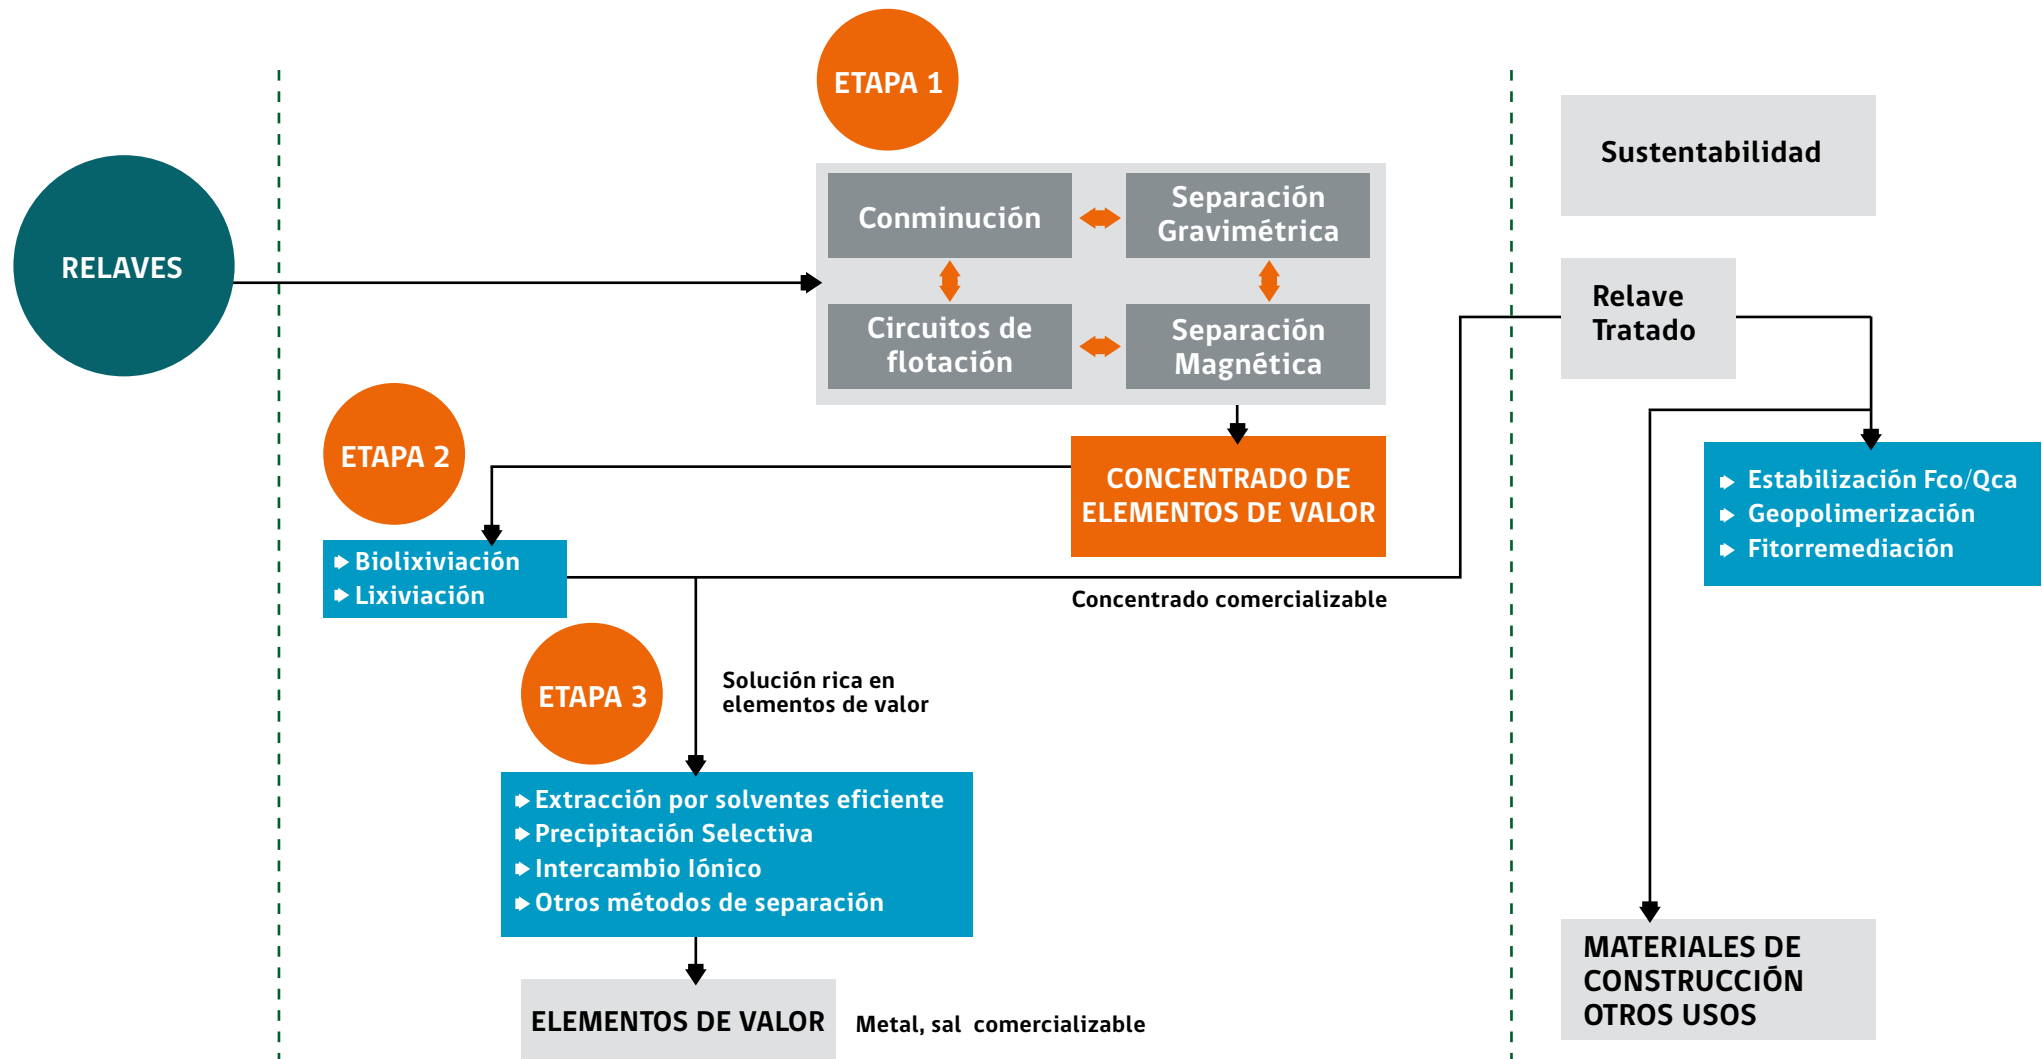 ETAPA 1
RELAVES
Conminución
Separación
Gravimétrica
Circuitos de
flotación
Separación
Magnética
Sustentabilidad
Relave
Tratado
ETAPA 2
CONCENTRADO DE
ELEMENTOS DE VALOR
Estabilización Fco/Qca
Geopolimerización
Fitorremediación
Biolixiviación
Lixiviación
Concentrado comercializable
ETAPA 3
Solución rica en
elementos de valor
Extracción por solventes eficiente
Precipitación Selectiva
Intercambio Iónico
Otros métodos de separación
ELEMENTOS DE VALOR
Metal, sal comercializable
MATERIALES DE
CONSTRUCCIÓN
OTROS USOS